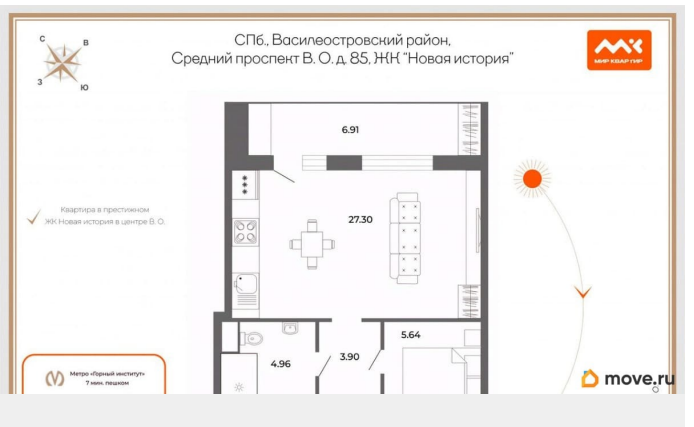 СПб., Василеостровский район,
Средний проспект В. О. д. 85, ЖК "Новая история"
МИР КВАРТИР
С
В
З
Ю
6.91
27.30
Квартира в престижном
ЖК Новая история в центре В. О.
5.64
4.96
3.90
Метро «Горный институт»
7 мин. пешком
move.ru